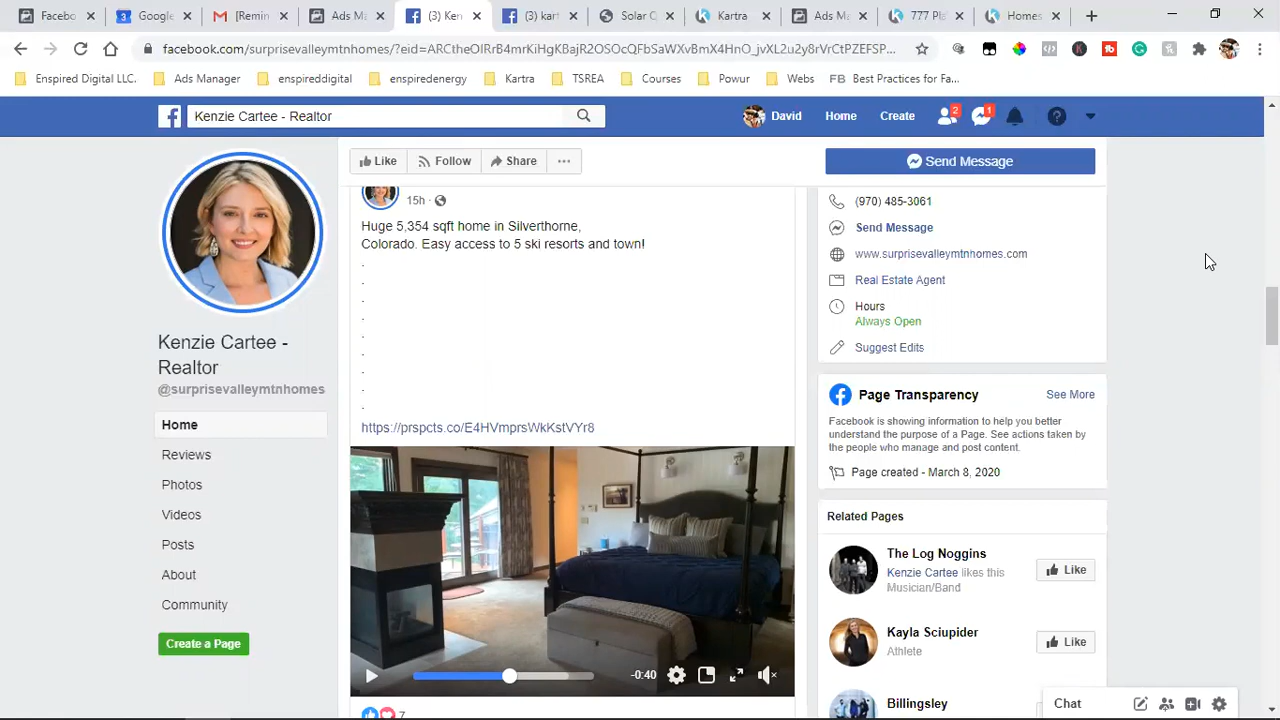 Facebo
Google
[Remin
Ads Ma
(3) Ken
(3) kart
Solar C
Kartra
Ads Ma
777 Pl
Homes
facebook.com/surprisevalleymtnhomes/?eid=
Enspired Digital LLC.
Ads Manager
enspireddigital
enspiredenergy
Kartra
TSREA
Courses
Powur
Webs
FB Best Practices for Fa...
Kenzie Cartee - Realtor
David
Home
Create
2
1
Like
Follow
Share
Send Message
Kenzie Cartee -
Realtor
@surprisevalleymtnhomes
Home
Reviews
Photos
Videos
Posts
About
Community
Create a Page
15h
Huge 5,354 sqft home in Silverthorne,
Colorado. Easy access to 5 ski resorts and town!
.
.
.
.
.
.
.
.
.
https://prspcts.co/E4HVmprsWkKstVYr8
-0:40
7
(970) 485-3061
Send Message
www.surprisevalleymtnhomes.com
Real Estate Agent
Hours
Always Open
Suggest Edits
Page Transparency See More
Facebook is showing information to help you better
understand the purpose of a Page. See actions taken by
the people who manage and post content.
Page created - March 8, 2020
Related Pages
The Log Noggins
Kenzie Cartee likes this
Musician/Band
Like
Kayla Sciupider
Athlete
Like
Billingsley
Chat